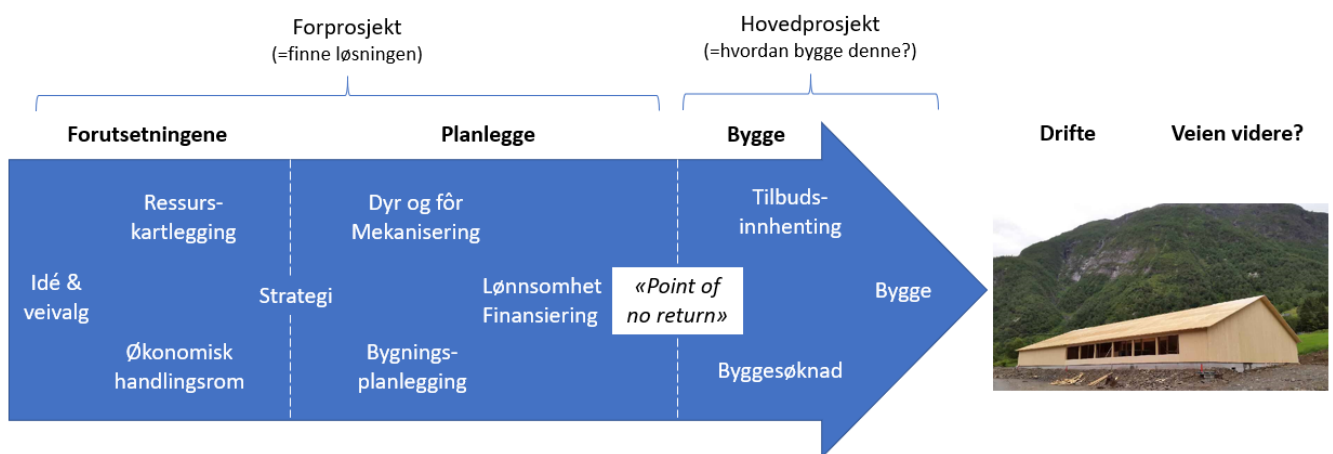 Forprosjekt
(=finne løsningen)
Hovedprosjekt
(=hvordan bygge denne?)
Forutsetningene
Planlegge
Bygge
Drifte
Veien videre?
Idé &
veivalg
Ressurs-
kartlegging
Økonomisk
handlingsrom
Strategi
Dyr og fôr
Mekanisering
Bygnings-
planlegging
Lønnsomhet
Finansiering
«Point of
no return»
Tilbuds-
innhenting
Byggesøknad
Bygge